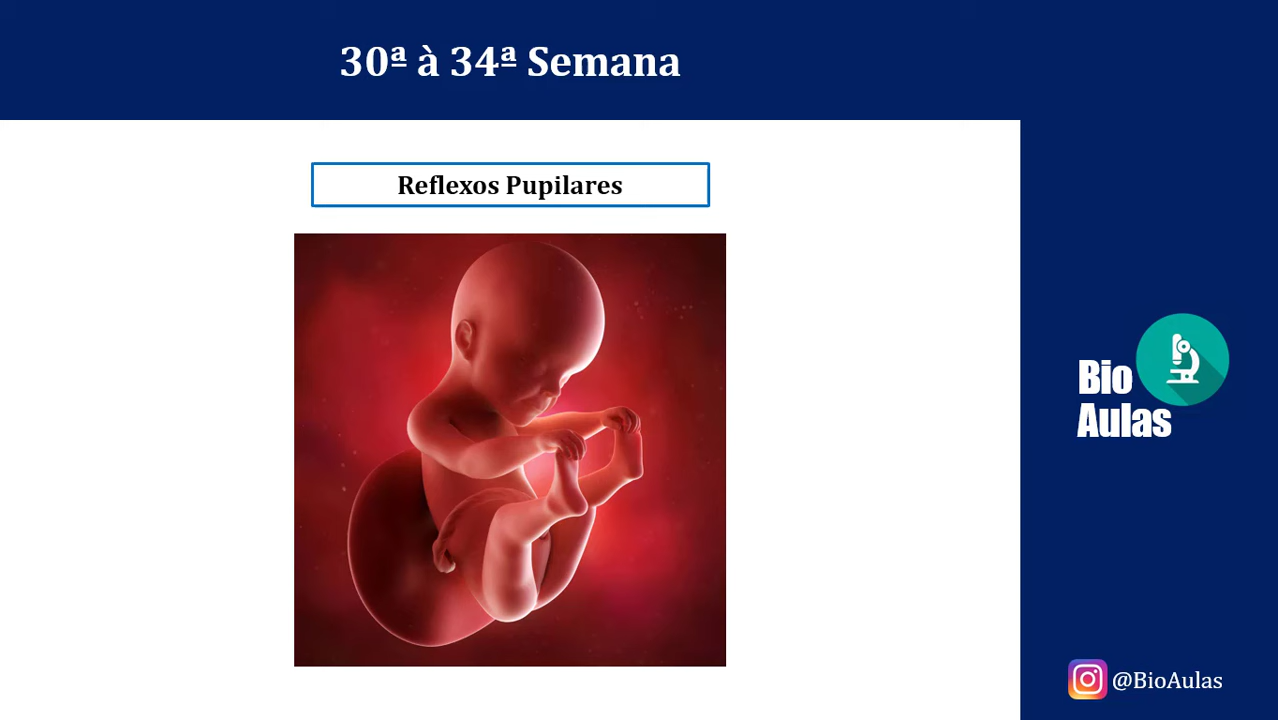 30ª à 34ª Semana
Reflexos Pupilares
Bio
Aulas
@BioAulas